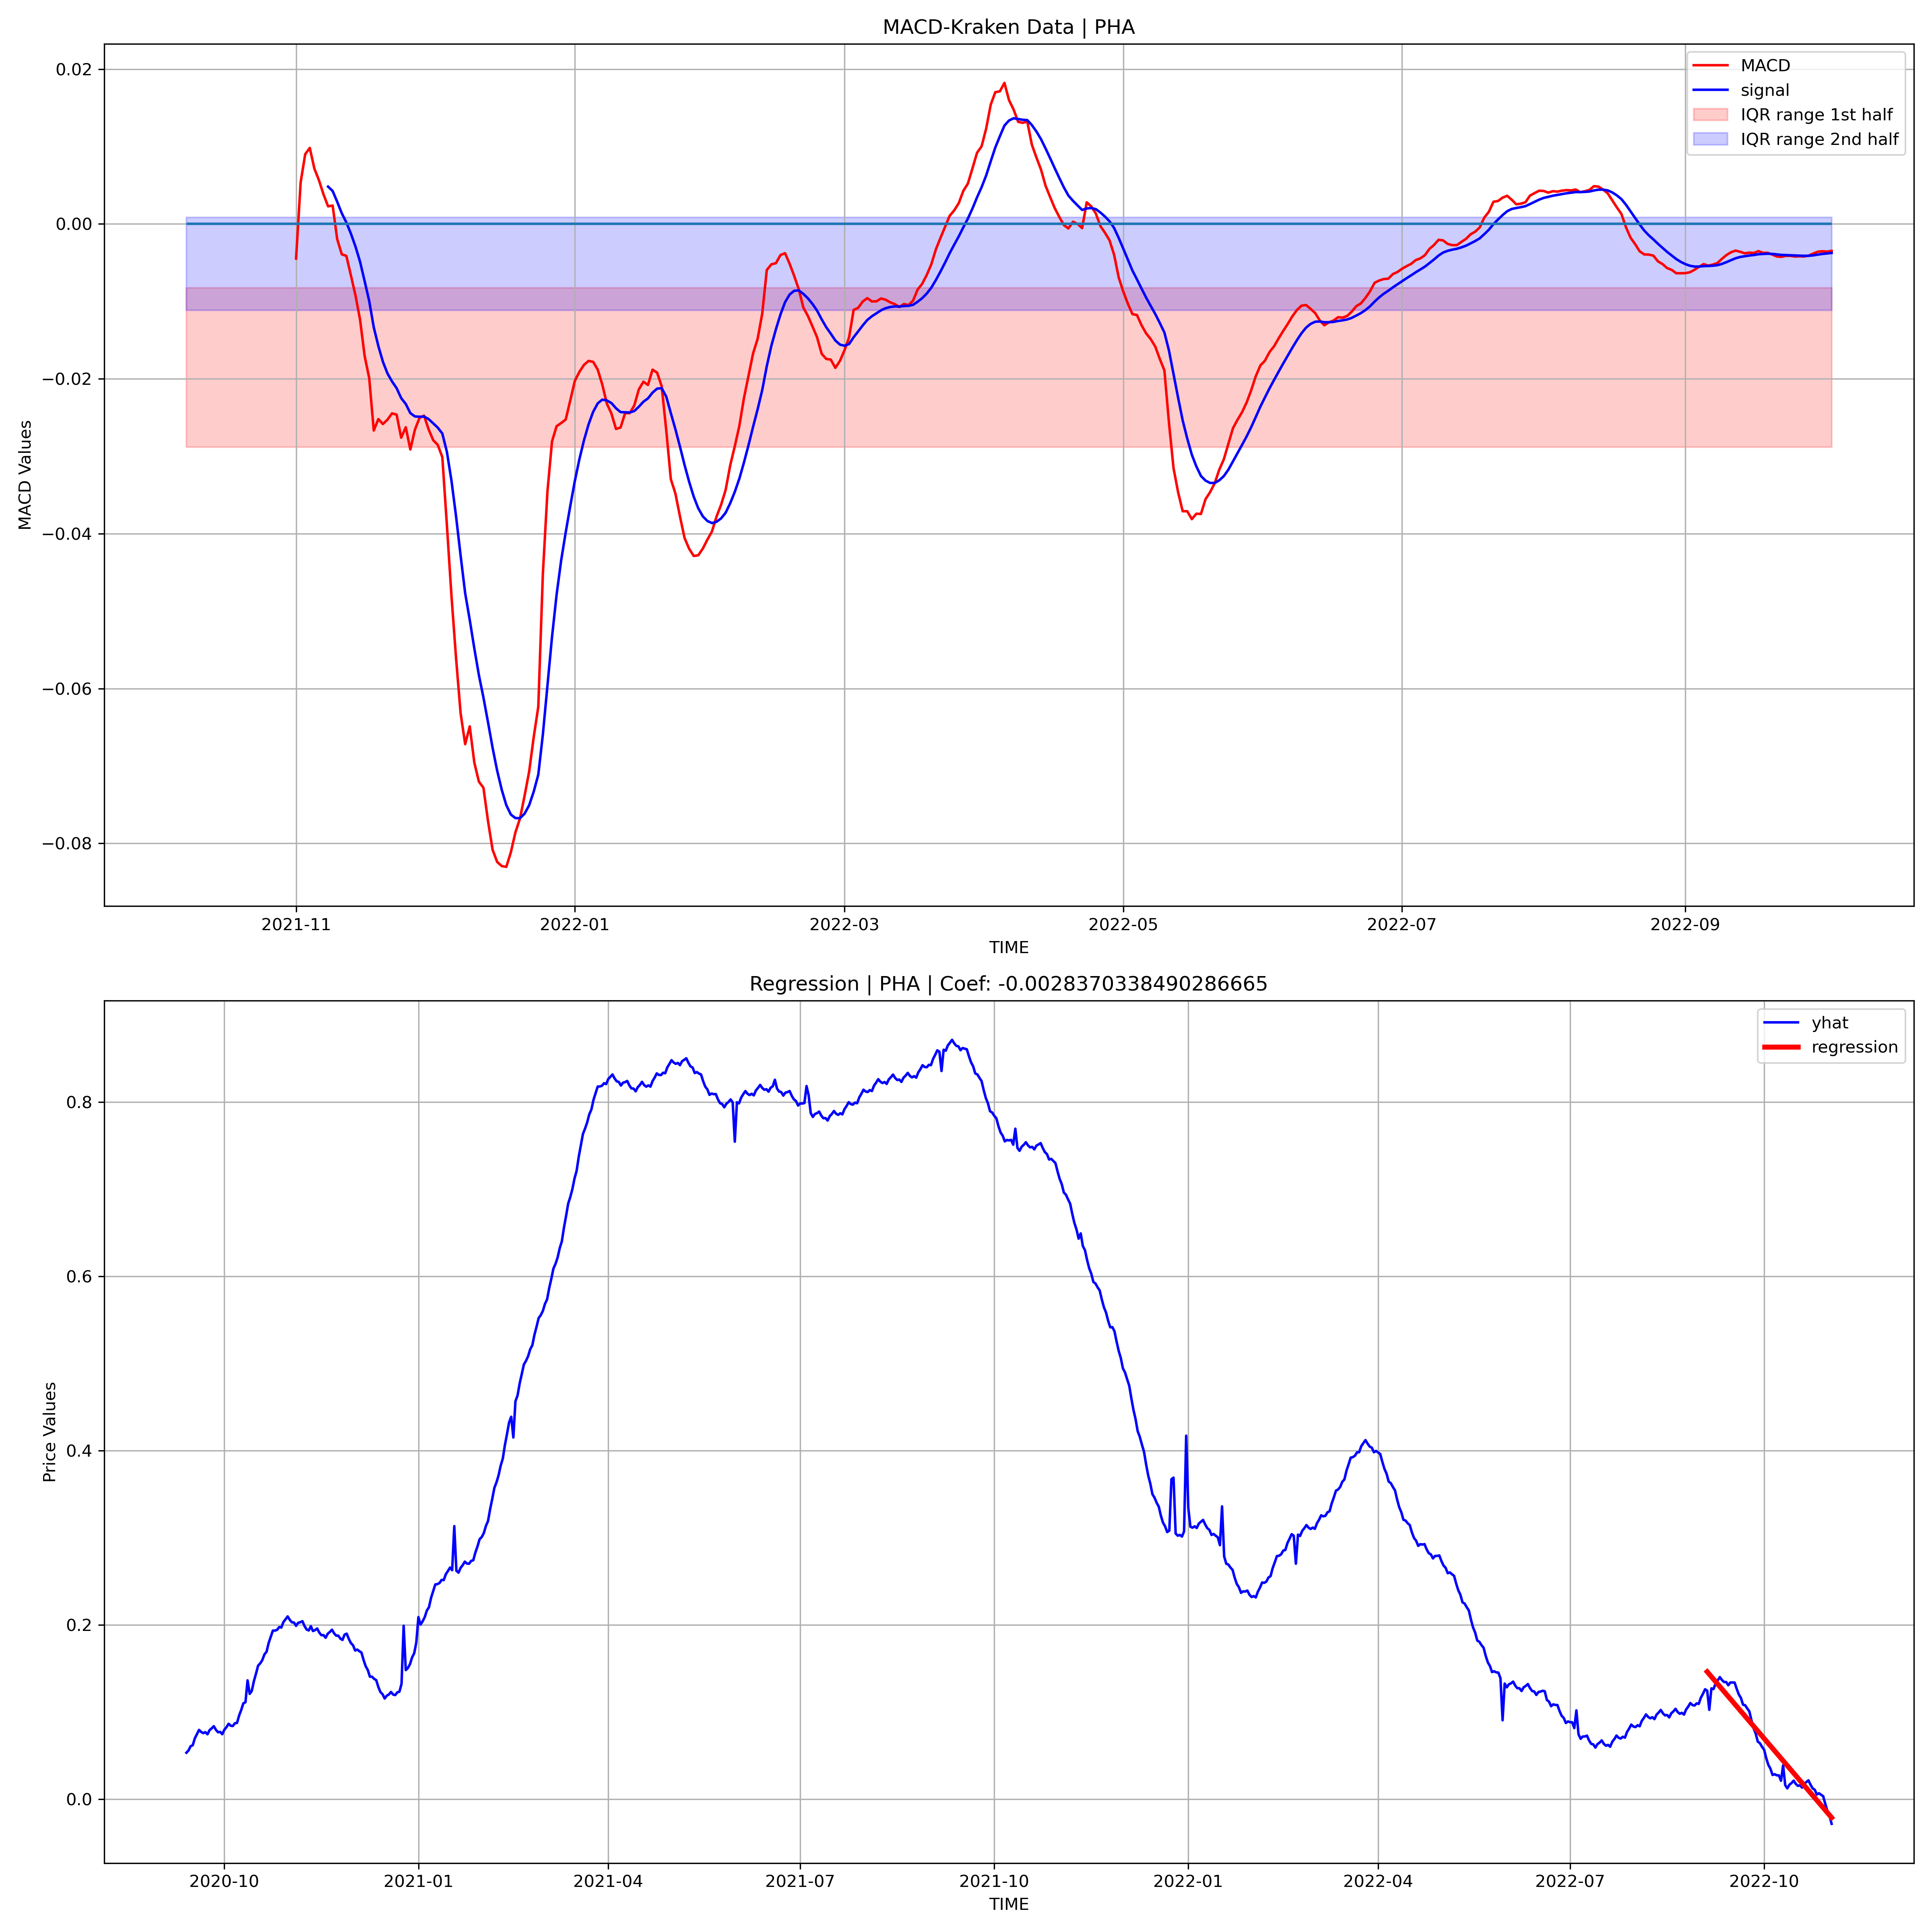 MACD-Kraken Data | PHA
MACD
signal
IQR range 1st half
IQR range 2nd half
0.02
0.00
−0.02
−0.04
−0.06
−0.08
MACD Values
2021-11
2022-01
2022-03
2022-05
2022-07
2022-09
TIME
Regression | PHA | Coef: -0.0028370338490286665
yhat
regression
0.8
0.6
0.4
0.2
0.0
Price Values
2020-10
2021-01
2021-04
2021-07
2021-10
2022-01
2022-04
2022-07
2022-10
TIME